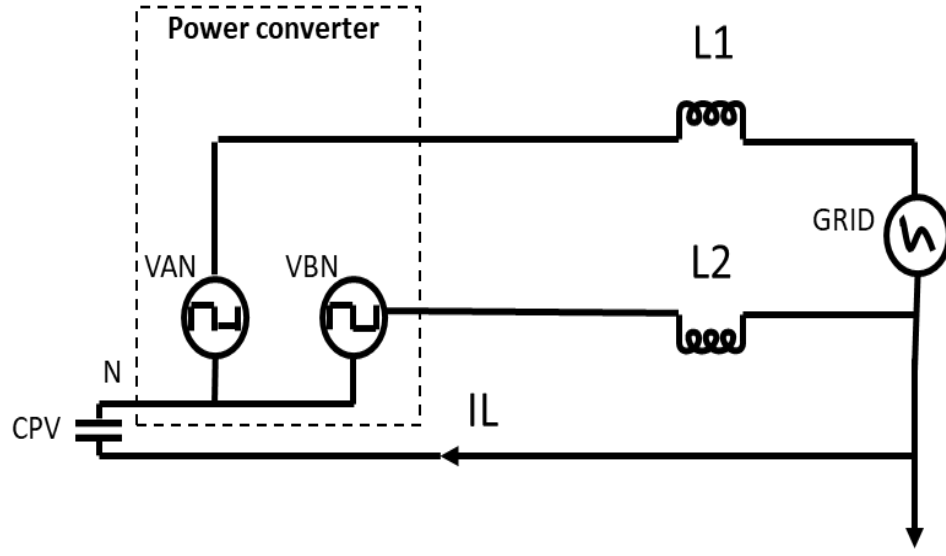 Power converter
L1
GRID
VAN
VBN
L2
N
CPV
IL